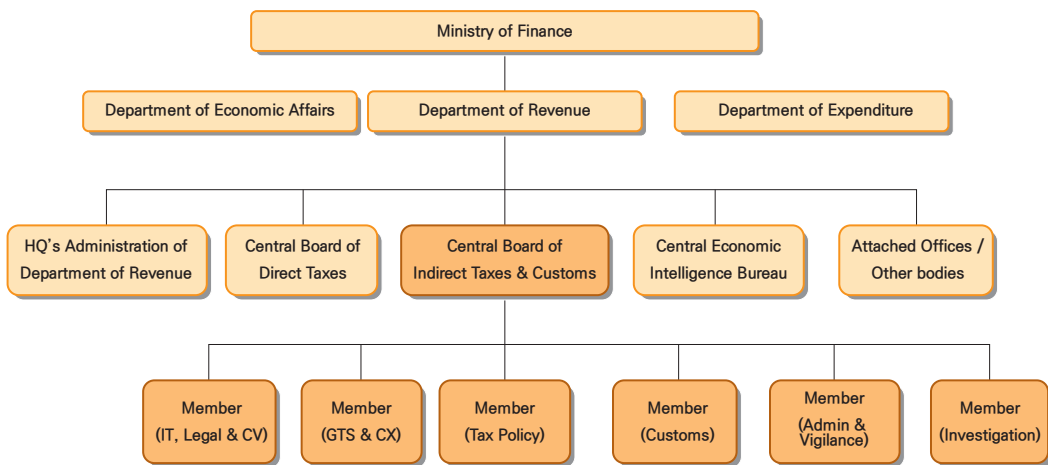 Ministry of Finance
Department of Economic Affairs
Department of Revenue
Department of Expenditure
HQ's Administration of
Department of Revenue
Central Board of
Direct Taxes
Central Board of
Indirect Taxes & Customs
Central Economic
Intelligence Bureau
Attached Offices /
Other bodies
Member
(IT, Legal & CV)
Member
(GTS & CX)
Member
(Tax Policy)
Member
(Customs)
Member
(Admin &
Vigilance)
Member
(Investigation)